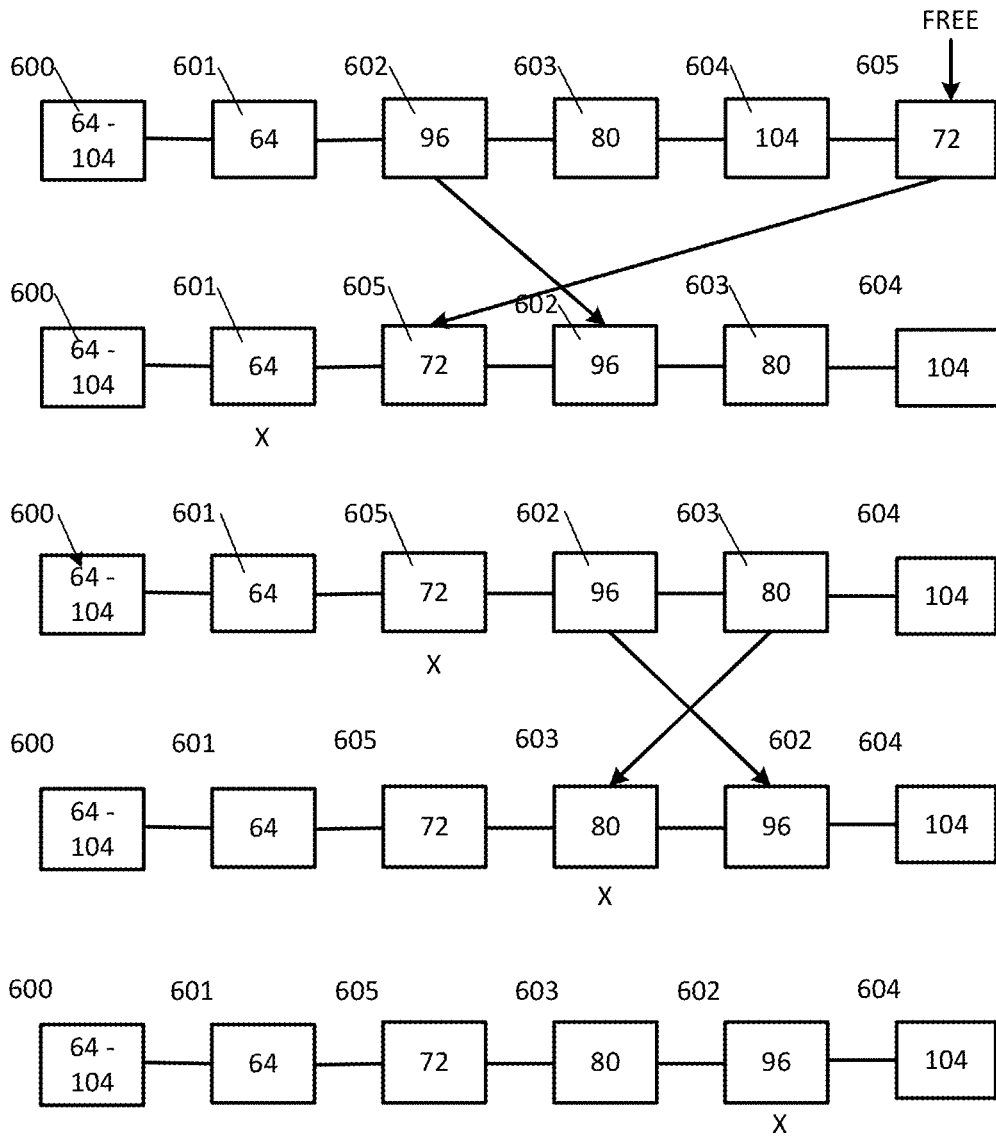 FREE
600 601 602 603 604 605
64 - 104 64 96 80 104 72
600 601 605 602 603 604
64 - 104 64 72 96 80 104
X
600 601 605 602 603 604
64 - 104 64 72 96 80 104
X
600 601 605 603 602 604
64 - 104 64 72 80 96 104
X
600 601 605 603 602 604
64 - 104 64 72 80 96 104
X